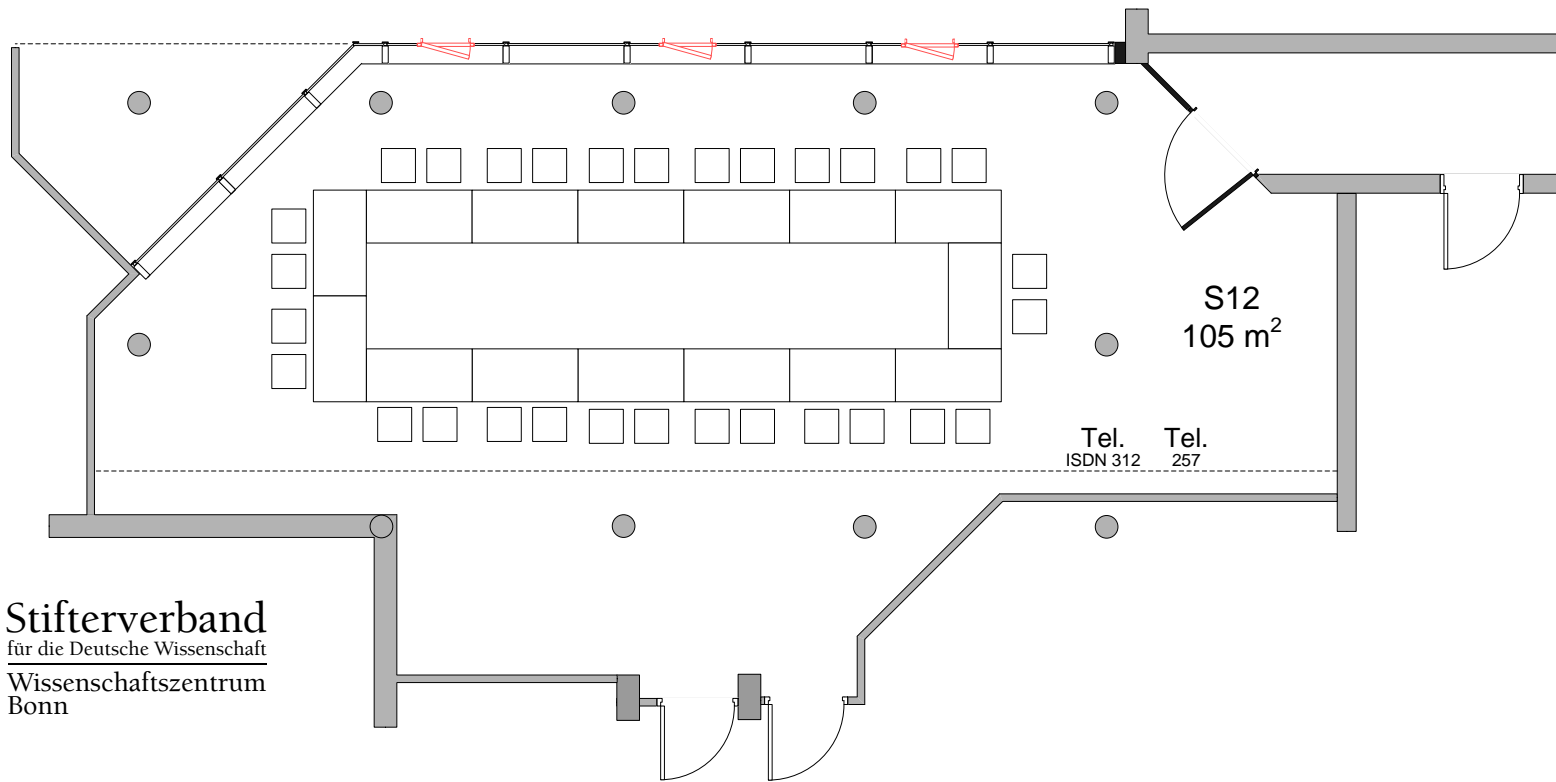 S12
105 m²
Tel. Tel.
ISDN 312 257
Stifterverband
für die Deutsche Wissenschaft
Wissenschaftszentrum
Bonn